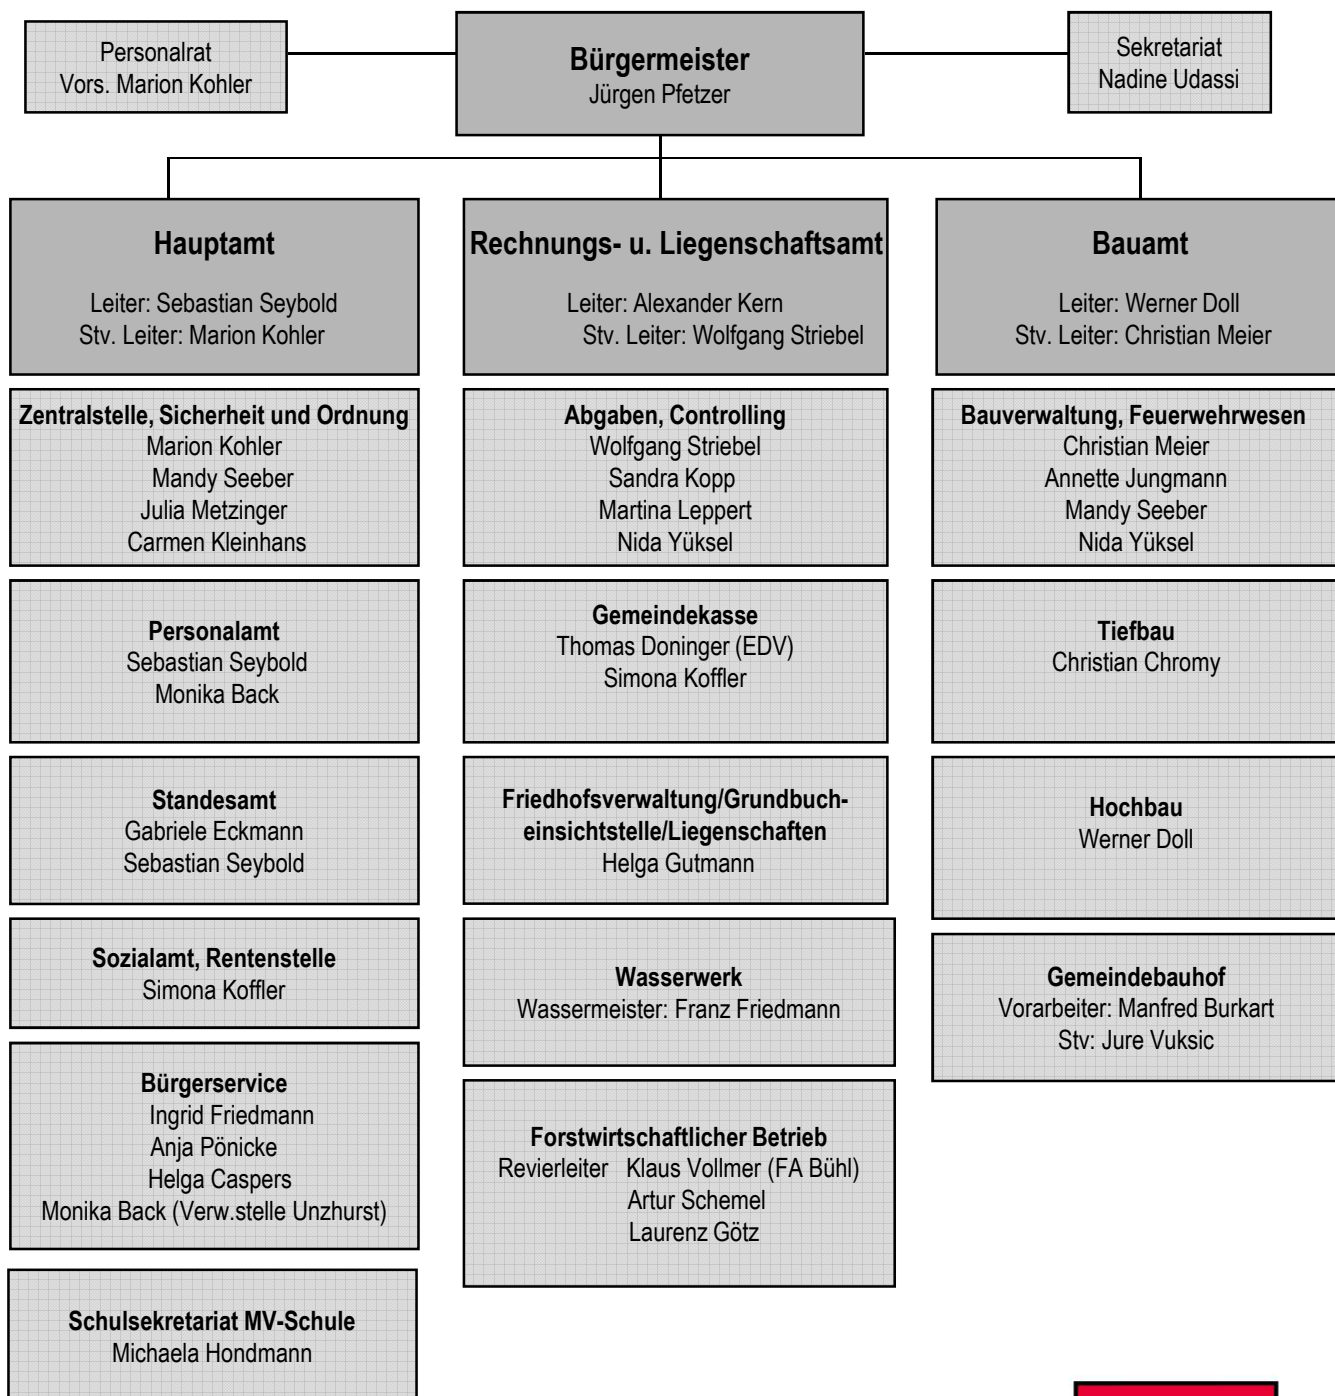 Personalrat
Vors. Marion Kohler
Bürgermeister
Jürgen Pfetzer
Sekretariat
Nadine Udassi
Hauptamt
Leiter: Sebastian Seybold
Stv. Leiter: Marion Kohler
Zentralstelle, Sicherheit und Ordnung
Marion Kohler
Mandy Seeber
Julia Metzinger
Carmen Kleinhans
Personalamt
Sebastian Seybold
Monika Back
Standesamt
Gabriele Eckmann
Sebastian Seybold
Sozialamt, Rentenstelle
Simona Koffler
Bürgerservice
Ingrid Friedmann
Anja Pönicke
Helga Caspers
Monika Back (Verw.stelle Unzhurst)
Schulsekretariat MV-Schule
Michaela Hondmann
Rechnungs- u. Liegenschaftsamt
Leiter: Alexander Kern
Stv. Leiter: Wolfgang Striebel
Abgaben, Controlling
Wolfgang Striebel
Sandra Kopp
Martina Leppert
Nida Yüksel
Gemeindekasse
Thomas Doninger (EDV)
Simona Koffler
Friedhofsverwaltung/Grundbuch-
einsichtstelle/Liegenschaften
Helga Gutmann
Wasserwerk
Wassermeister: Franz Friedmann
Forstwirtschaftlicher Betrieb
Revierleiter Klaus Vollmer (FA Bühl)
Artur Schemel
Laurenz Götz
Bauamt
Leiter: Werner Doll
Stv. Leiter: Christian Meier
Bauverwaltung, Feuerwehrwesen
Christian Meier
Annette Jungmann
Mandy Seeber
Nida Yüksel
Tiefbau
Christian Chromy
Hochbau
Werner Doll
Gemeindebauhof
Vorarbeiter: Manfred Burkart
Stv: Jure Vuksic